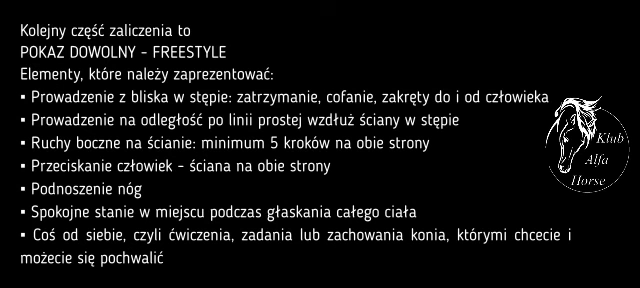 Kolejny część zaliczenia to
POKAZ DOWOLNY - FREESTYLE
Elementy, które należy zaprezentować:
▪ Prowadzenie z bliska w stępie: zatrzymanie, cofanie, zakręty do i od człowieka
▪ Prowadzenie na odległość po linii prostej wzdłuż ściany w stępie
▪ Ruchy boczne na ścianie: minimum 5 kroków na obie strony
▪ Przeciskanie człowiek - ściana na obie strony
▪ Podnoszenie nóg
▪ Spokojne stanie w miejscu podczas głaskania całego ciała
▪ Coś od siebie, czyli ćwiczenia, zadania lub zachowania konia, którymi chcecie i
możecie się pochwalić
Klub
Alfa
Horse